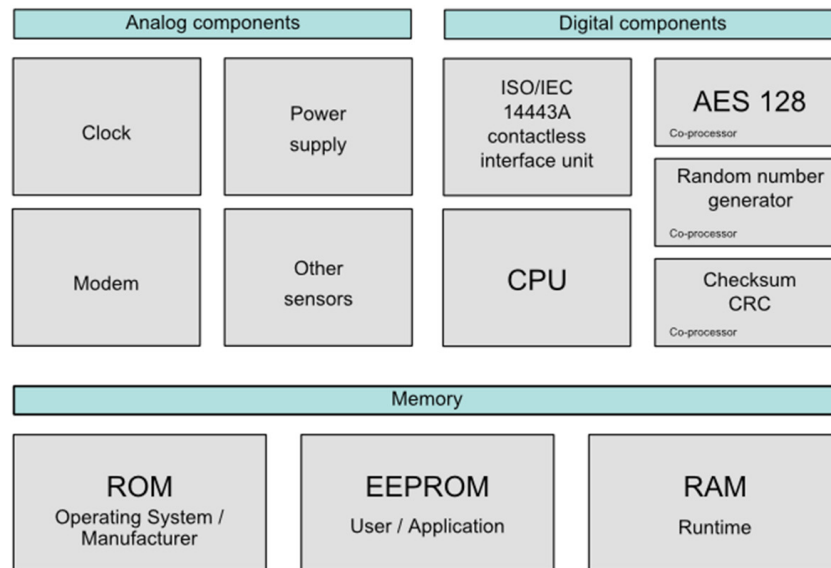 Analog components
Clock
Power
supply
Modem
Other
sensors
Digital components
ISO/IEC
14443A
contactless
interface unit
CPU
AES 128
Co-processor
Random number
generator
Co-processor
Checksum
CRC
Co-processor
Memory
ROM
Operating System /
Manufacturer
EEPROM
User / Application
RAM
Runtime